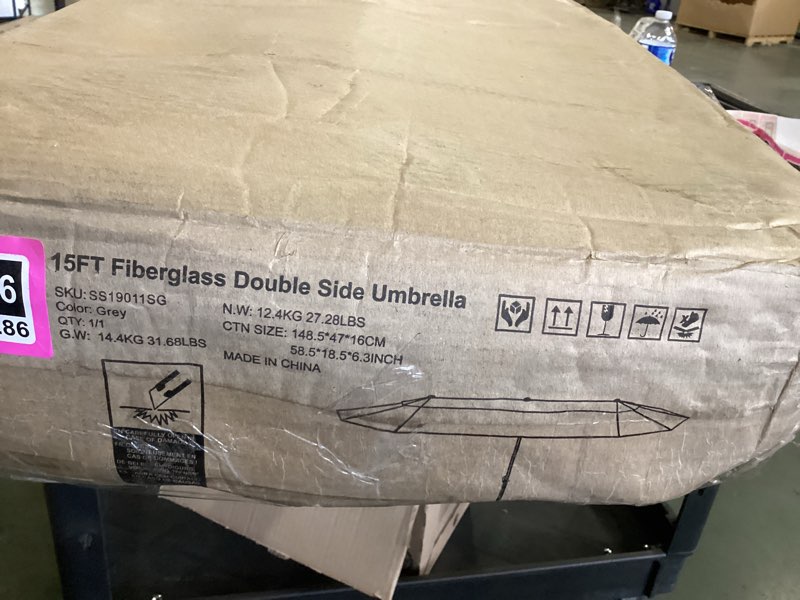 15FT Fiberglass Double Side Umbrella
SKU: SS19011SG
Color: Grey
QTY: 1/1
G.W: 14.4KG 31.68LBS
N.W: 12.4KG 27.28LBS
CTN SIZE: 148.5*47*16CM
58.5*18.5*6.3INCH
MADE IN CHINA
6
.86